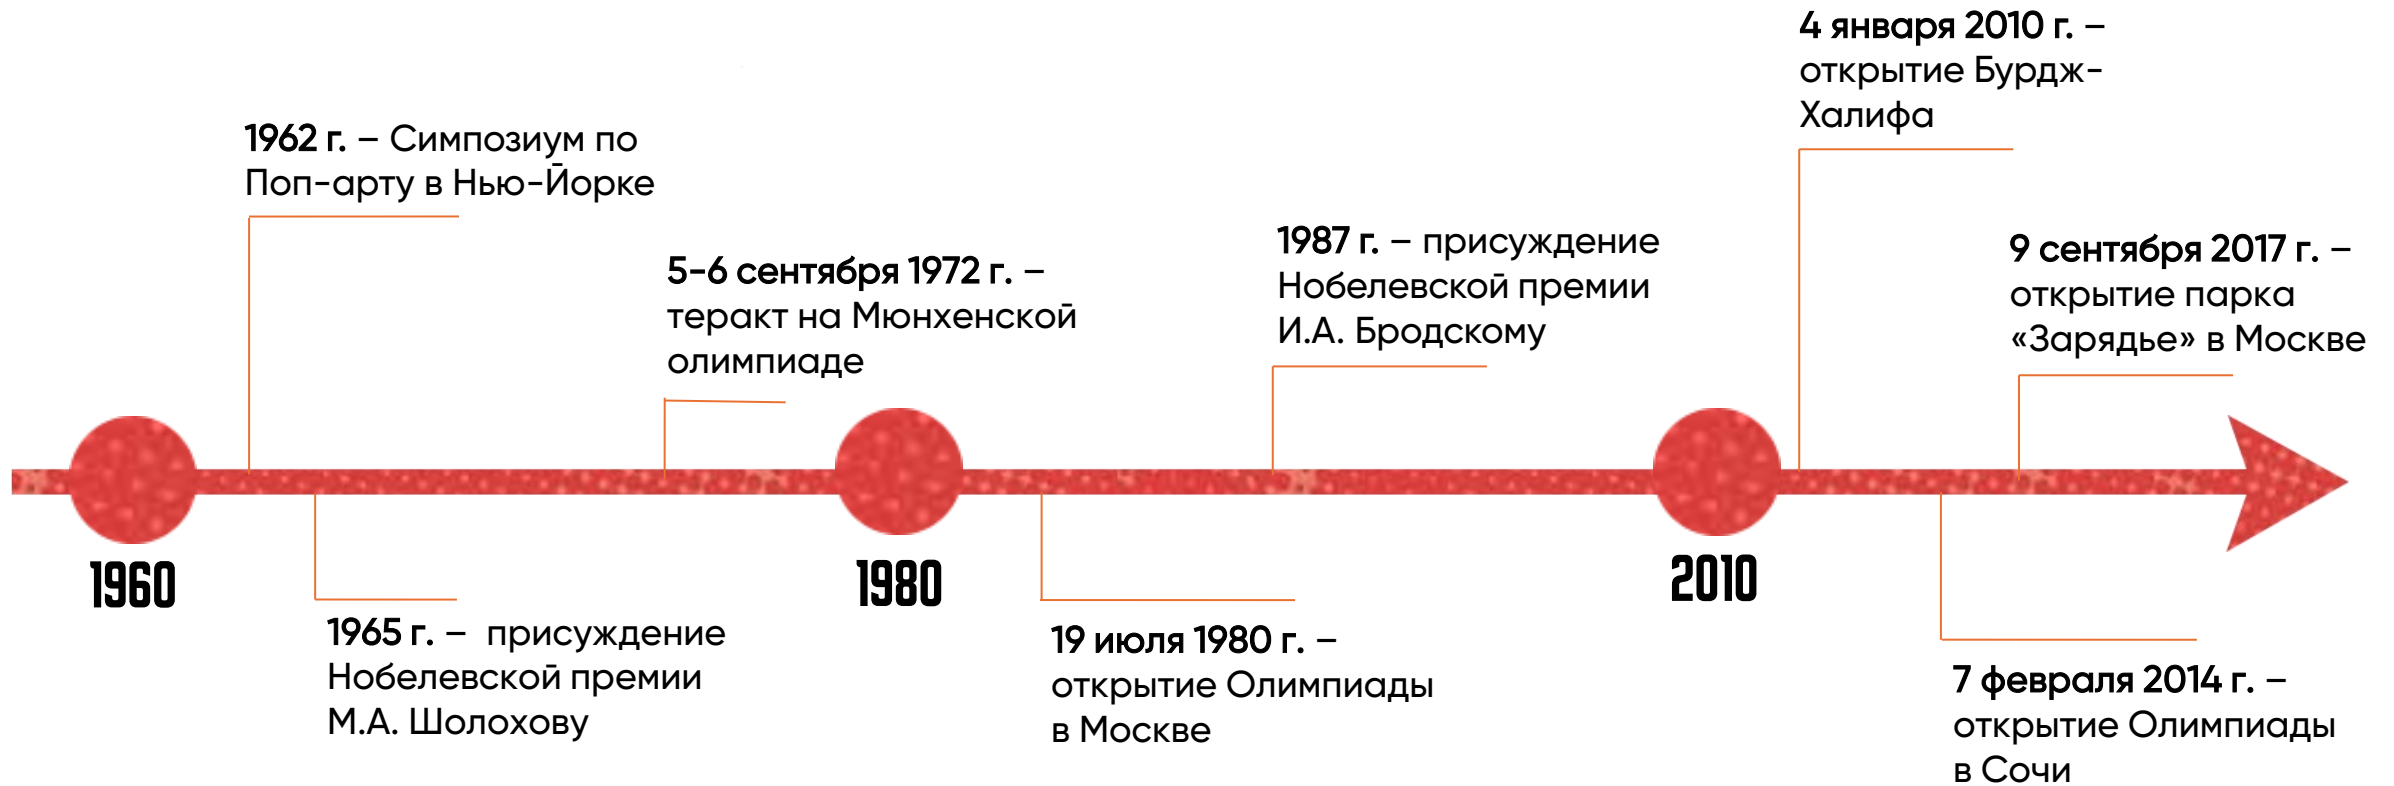 1962 г. – Симпозиум по
Поп-арту в Нью-Йорке
5-6 сентября 1972 г. –
теракт на Мюнхенской
олимпиаде
1987 г. – присуждение
Нобелевской премии
И.А. Бродскому
4 января 2010 г. –
открытие Бурдж-
Халифа
9 сентября 2017 г. –
открытие парка
«Зарядье» в Москве
1960
1980
2010
1965 г. – присуждение
Нобелевской премии
М.А. Шолохову
19 июля 1980 г. –
открытие Олимпиады
в Москве
7 февраля 2014 г. –
открытие Олимпиады
в Сочи